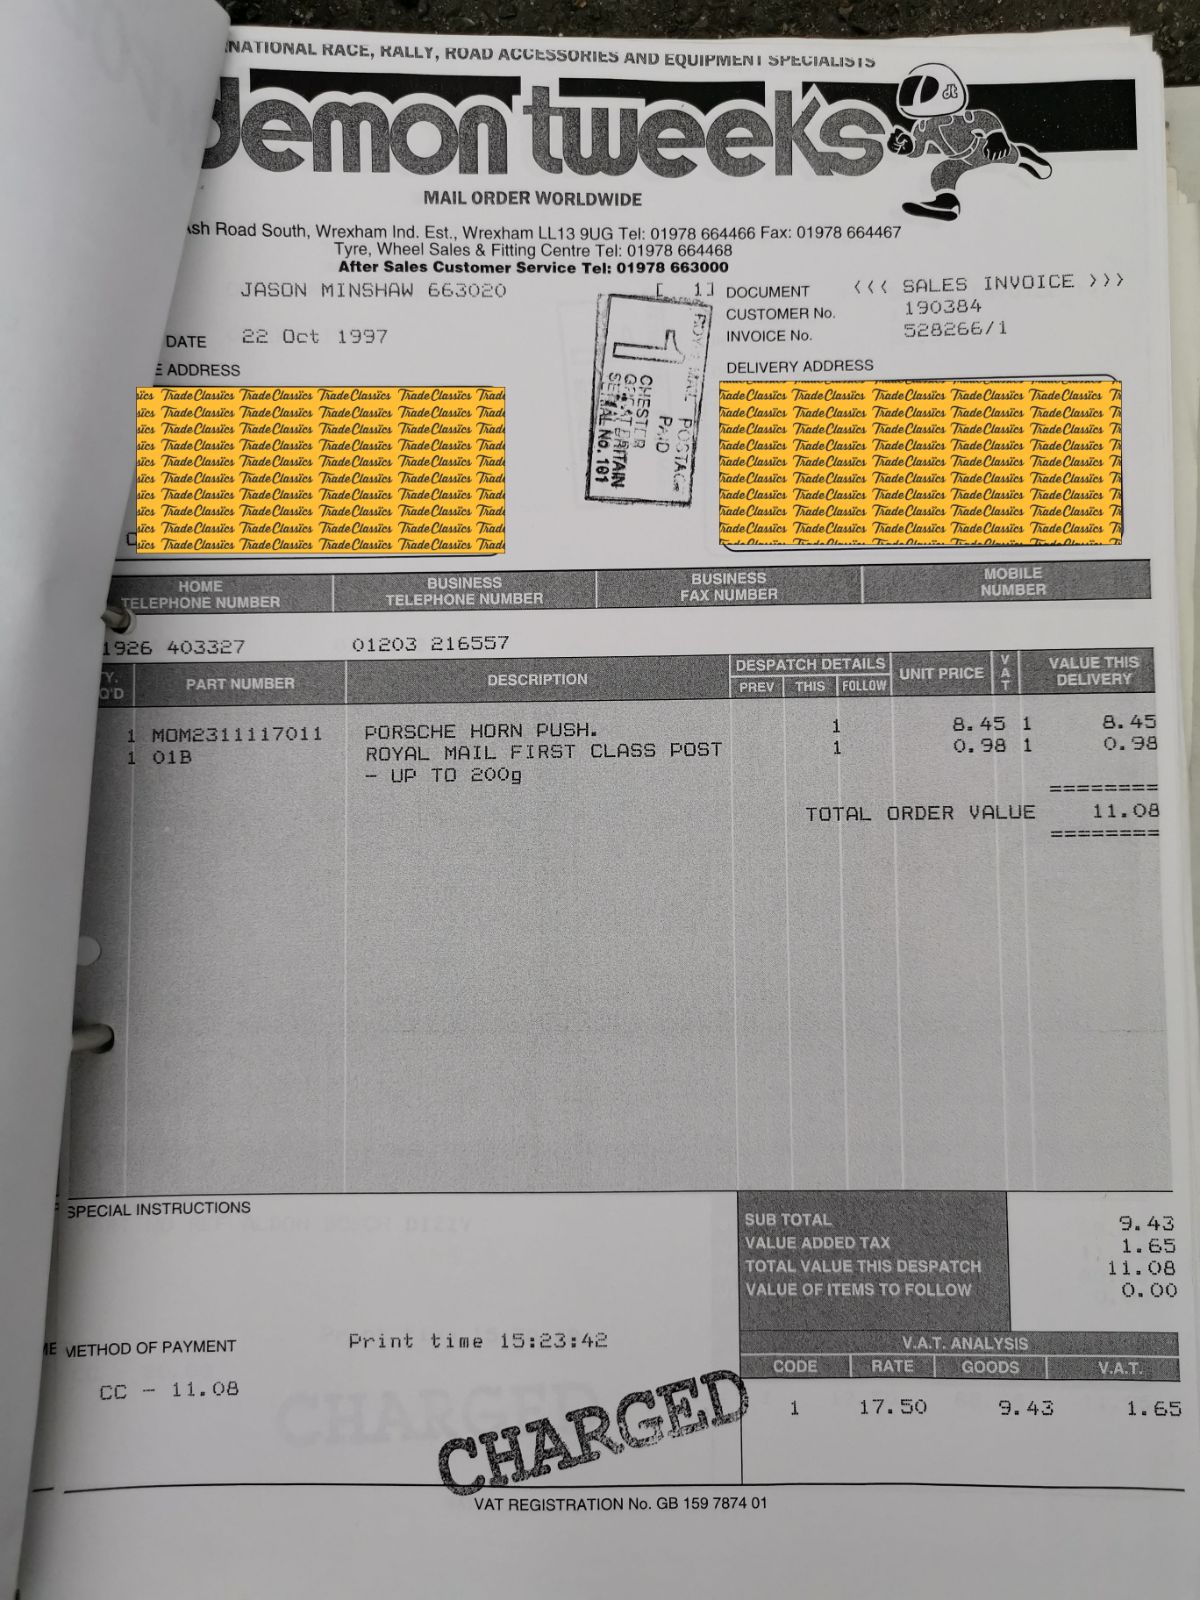 NATIONAL RACE, RALLY, ROAD ACCESSORIES AND EQUIPMENT SPECIALISTS
demon tweeks
dt
MAIL ORDER WORLDWIDE
Ash Road South, Wrexham Ind. Est., Wrexham LL13 9UG Tel: 01978 664466 Fax: 01978 664467
Tyre, Wheel Sales & Fitting Centre Tel: 01978 664468
After Sales Customer Service Tel: 01978 663000
JASON MINSHAW 663020 [ 1] DOCUMENT <<< SALES INVOICE >>>
CUSTOMER No. 190384
DATE 22 Oct 1997 INVOICE No. 528266/1
E ADDRESS DELIVERY ADDRESS
ROYAL MAIL POSTAGE
PAID
CHESTER
GREAT BRITAIN
SERIAL No. 101
Trade Classics
HOME TELEPHONE NUMBER BUSINESS TELEPHONE NUMBER BUSINESS FAX NUMBER MOBILE NUMBER
1926 403327 01203 216557
TY. Q'D PART NUMBER DESCRIPTION DESPATCH DETAILS UNIT PRICE VAT VALUE THIS DELIVERY
PREV THIS FOLLOW
1 MOM2311117011 PORSCHE HORN PUSH. 1 8.45 1 8.45
1 01B ROYAL MAIL FIRST CLASS POST 1 0.98 1 0.98
- UP TO 200g
========
TOTAL ORDER VALUE 11.08
========
SPECIAL INSTRUCTIONS
SUB TOTAL 9.43
VALUE ADDED TAX 1.65
TOTAL VALUE THIS DESPATCH 11.08
VALUE OF ITEMS TO FOLLOW 0.00
METHOD OF PAYMENT Print time 15:23:42
V.A.T. ANALYSIS
CODE RATE GOODS V.A.T.
CC - 11.08
1 17.50 9.43 1.65
CHARGED
VAT REGISTRATION No. GB 159 7874 01